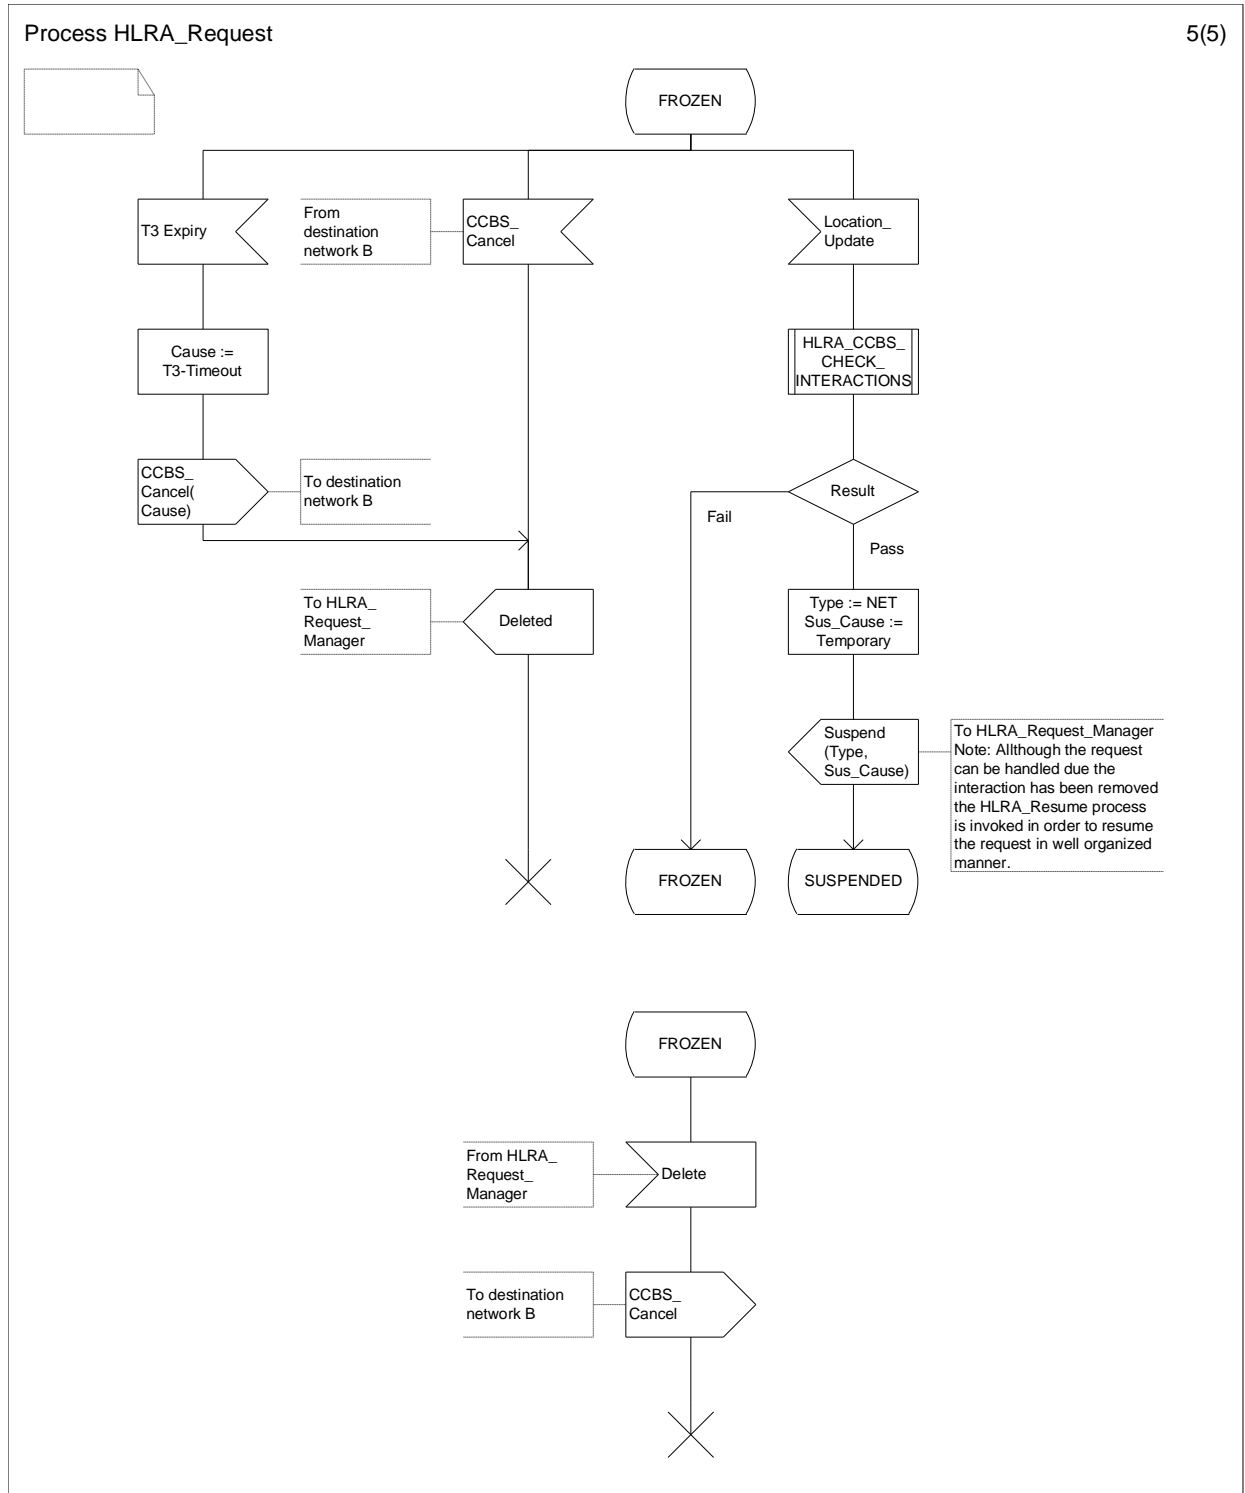 Process HLRA_Request
5(5)
FROZEN
T3 Expiry
From
destination
network B
CCBS_
Cancel
Location_
Update
Cause :=
T3-Timeout
HLRA_CCBS_
CHECK_
INTERACTIONS
CCBS_
Cancel(
Cause)
To destination
network B
Result
Fail
Pass
To HLRA_
Request_
Manager
Deleted
Type := NET
Sus_Cause :=
Temporary
Suspend
(Type,
Sus_Cause)
To HLRA_Request_Manager
Note: Allthough the request
can be handled due the
interaction has been removed
the HLRA_Resume process
is invoked in order to resume
the request in well organized
manner.
FROZEN
SUSPENDED
FROZEN
From HLRA_
Request_
Manager
Delete
To destination
network B
CCBS_
Cancel